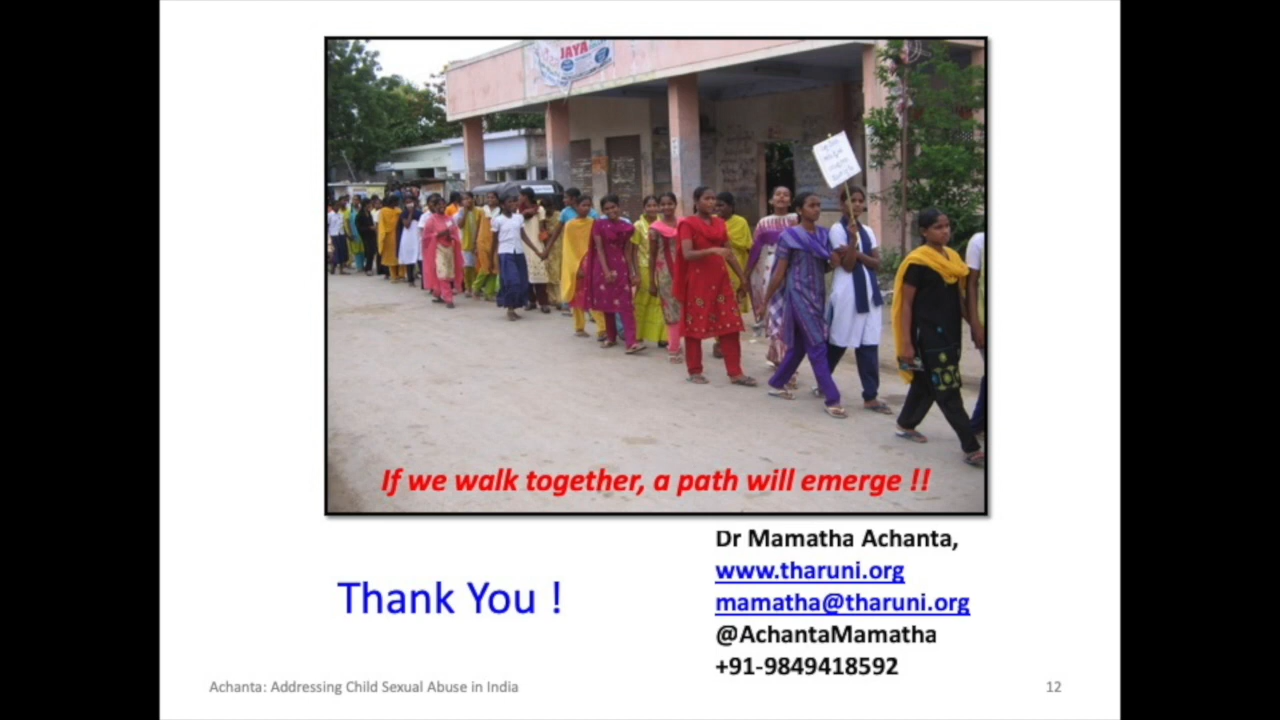 JAYA
If we walk together, a path will emerge !!
Dr Mamatha Achanta,
www.tharuni.org
Thank You !
mamatha@tharuni.org
@AchantaMamatha
+91-9849418592
Achanta: Addressing Child Sexual Abuse in India
12